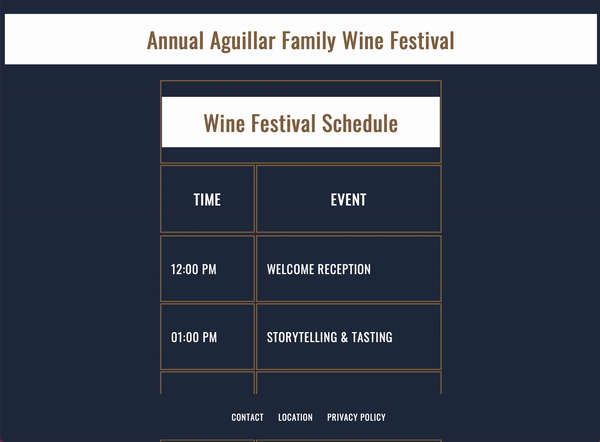 Annual Aguillar Family Wine Festival
Wine Festival Schedule
TIME EVENT
12:00 PM WELCOME RECEPTION
01:00 PM STORYTELLING & TASTING
CONTACT LOCATION PRIVACY POLICY